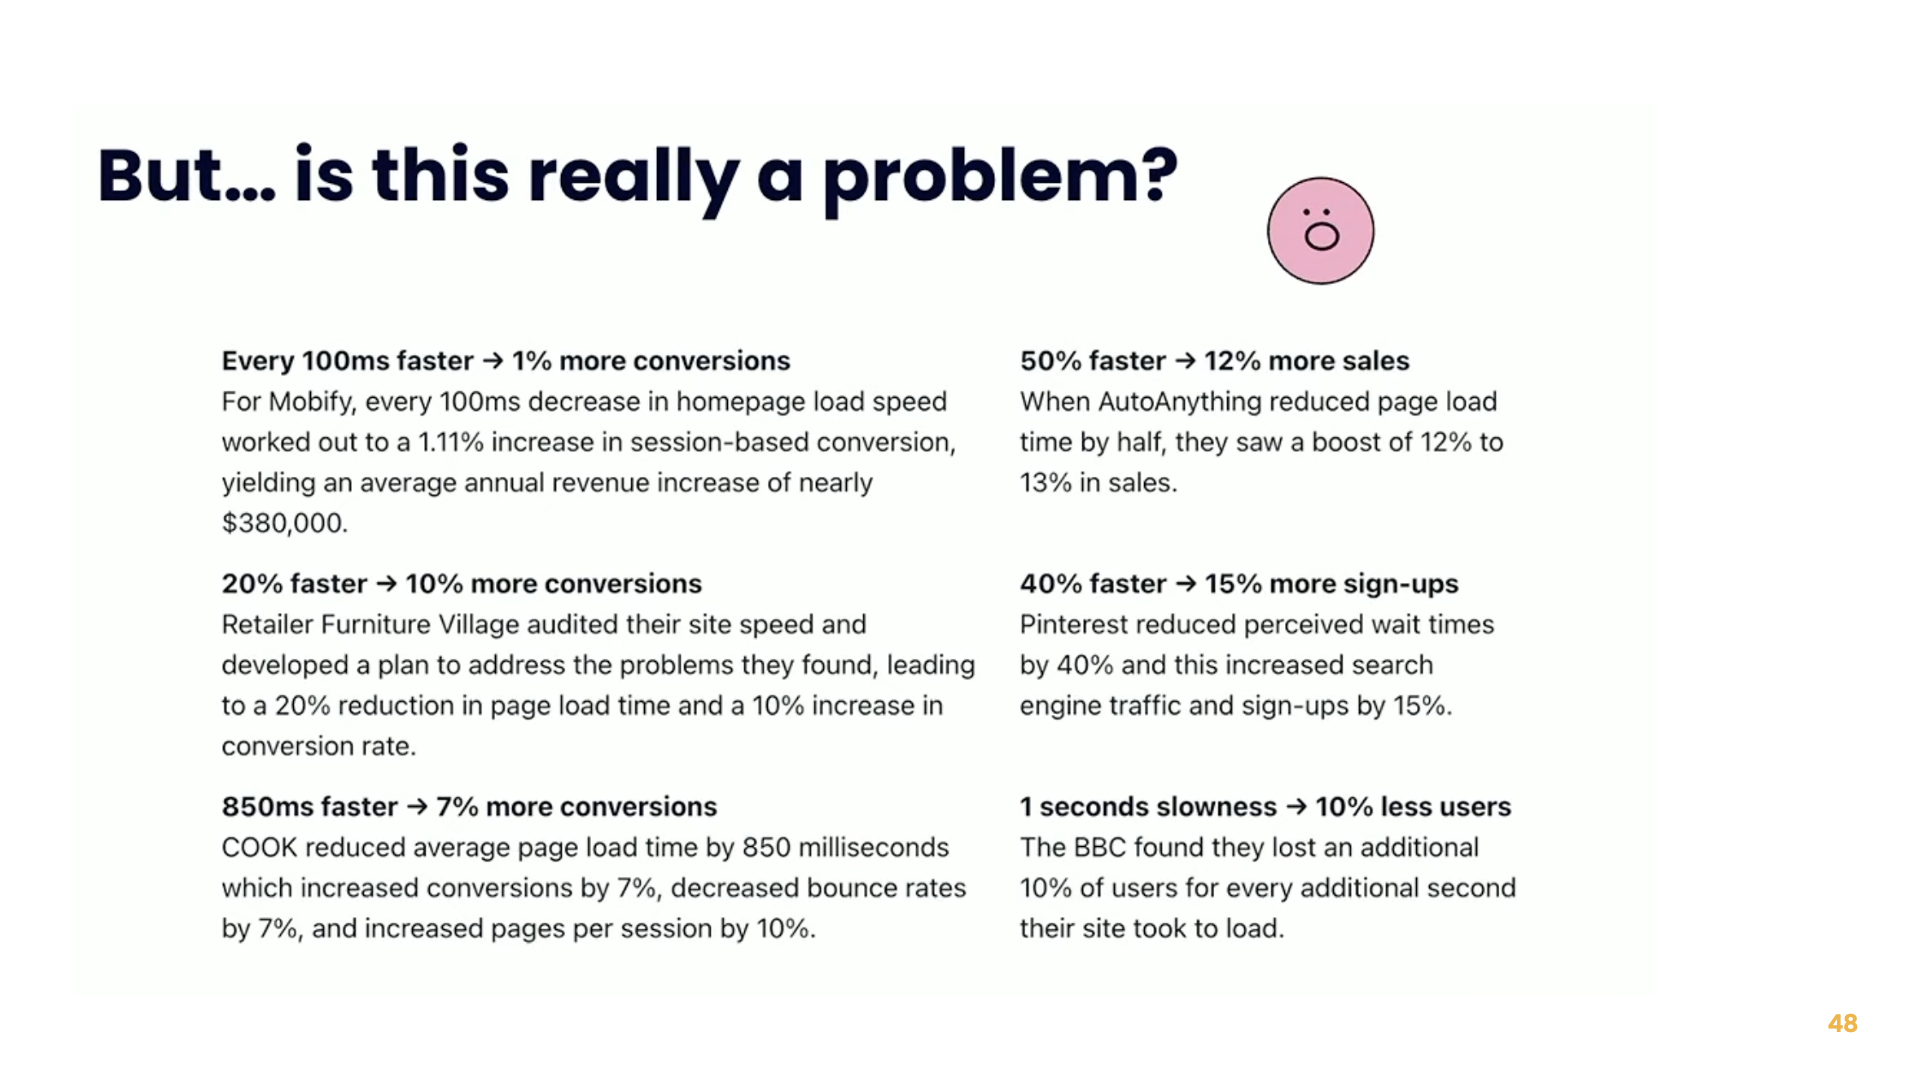 But... is this really a problem?
Every 100ms faster → 1% more conversions
For Mobify, every 100ms decrease in homepage load speed
worked out to a 1.11% increase in session-based conversion,
yielding an average annual revenue increase of nearly
$380,000.
20% faster → 10% more conversions
Retailer Furniture Village audited their site speed and
developed a plan to address the problems they found, leading
to a 20% reduction in page load time and a 10% increase in
conversion rate.
850ms faster → 7% more conversions
COOK reduced average page load time by 850 milliseconds
which increased conversions by 7%, decreased bounce rates
by 7%, and increased pages per session by 10%.
50% faster → 12% more sales
When AutoAnything reduced page load
time by half, they saw a boost of 12% to
13% in sales.
40% faster → 15% more sign-ups
Pinterest reduced perceived wait times
by 40% and this increased search
engine traffic and sign-ups by 15%.
1 seconds slowness → 10% less users
The BBC found they lost an additional
10% of users for every additional second
their site took to load.
48